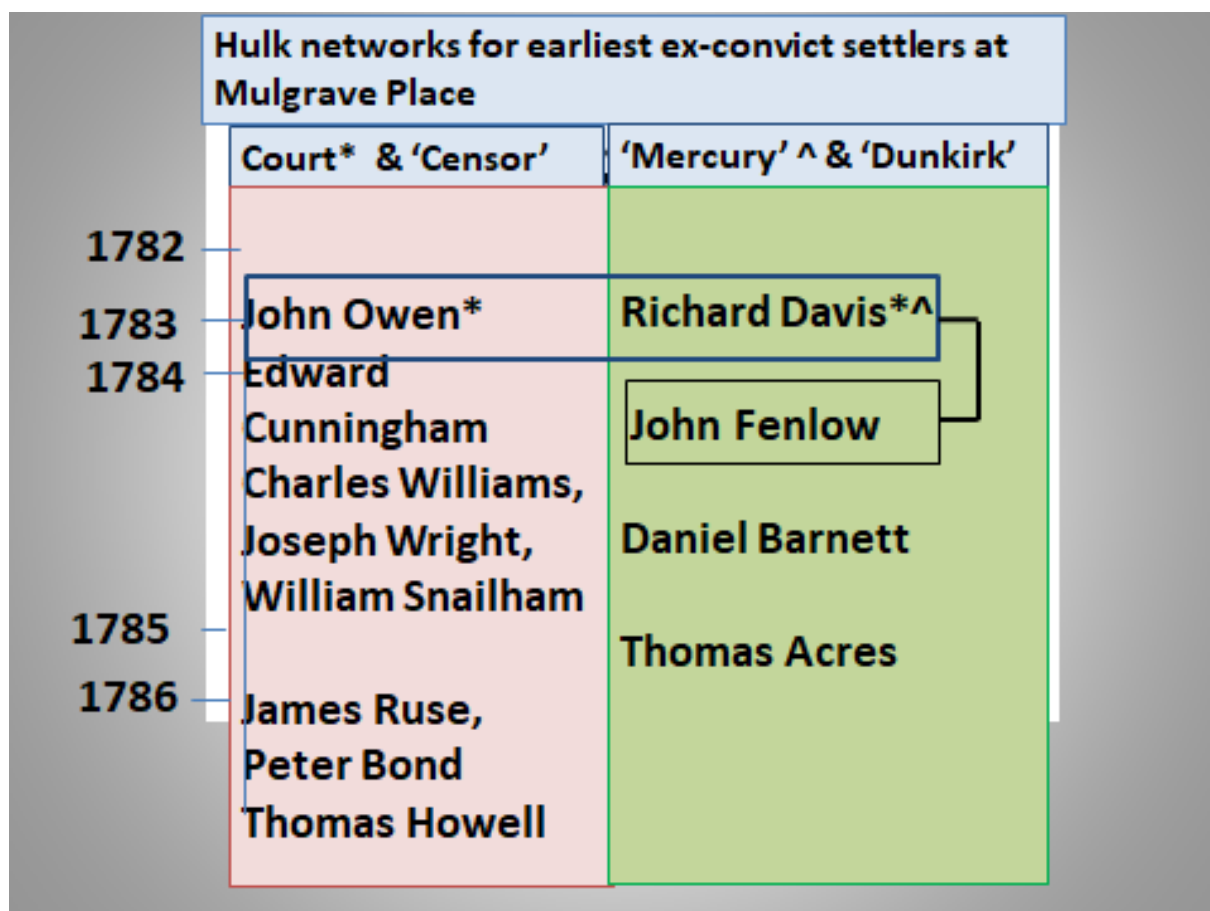 Hulk networks for earliest ex-convict settlers at
Mulgrave Place
Court* & ‘Censor’
‘Mercury’ ^ & ‘Dunkirk’
1782
1783
John Owen*
Richard Davis*^
1784
Edward
Cunningham
John Fenlow
Charles Williams,
Joseph Wright,
Daniel Barnett
William Snailham
1785
Thomas Acres
1786
James Ruse,
Peter Bond
Thomas Howell